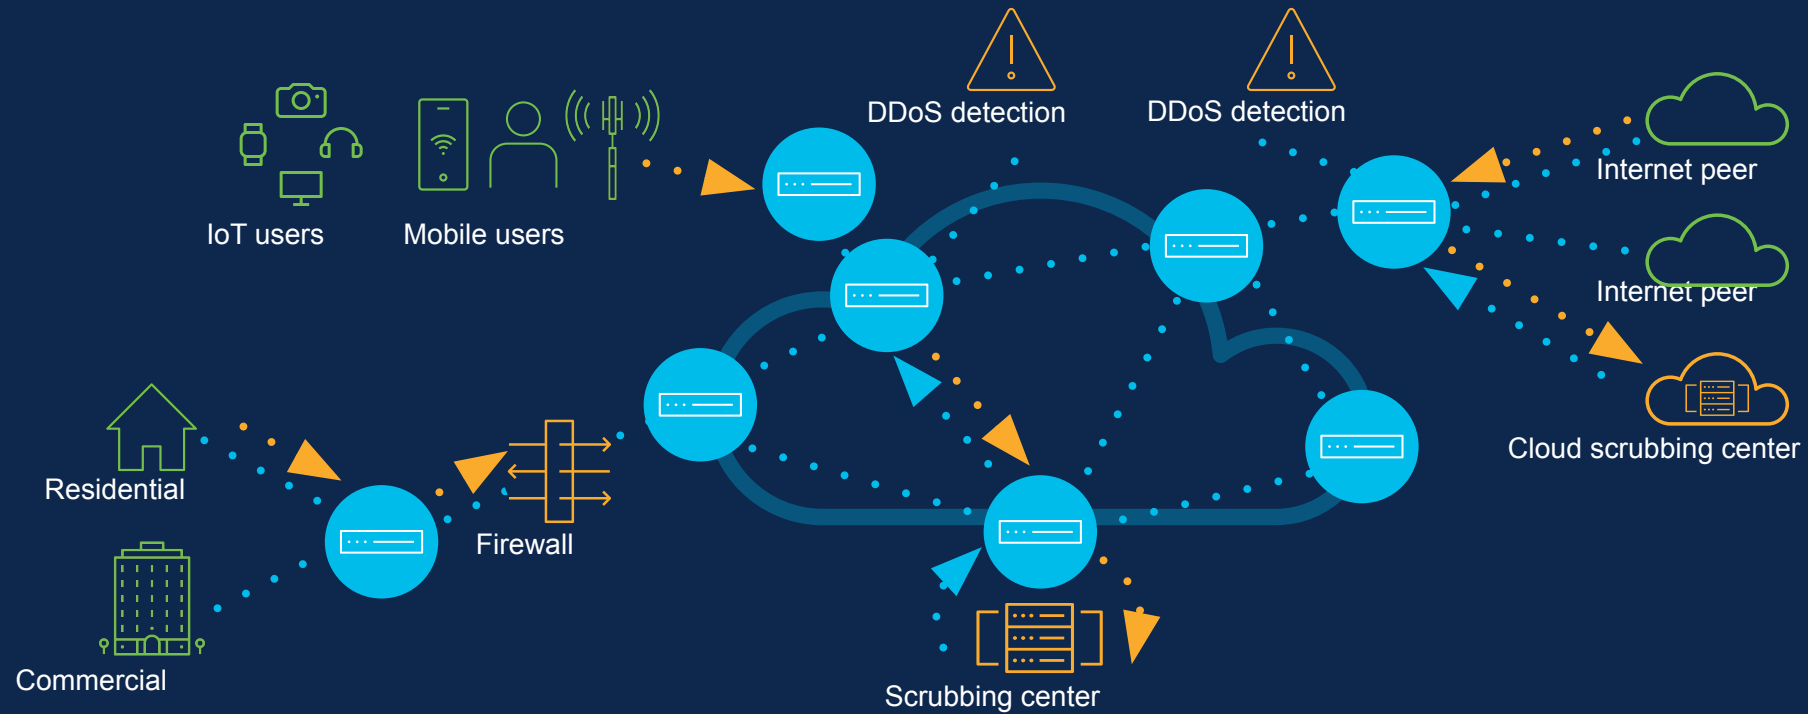 DDoS detection
DDoS detection
Internet peer
IoT users
Mobile users
Internet peer
Cloud scrubbing center
Residential
Firewall
Commercial
Scrubbing center